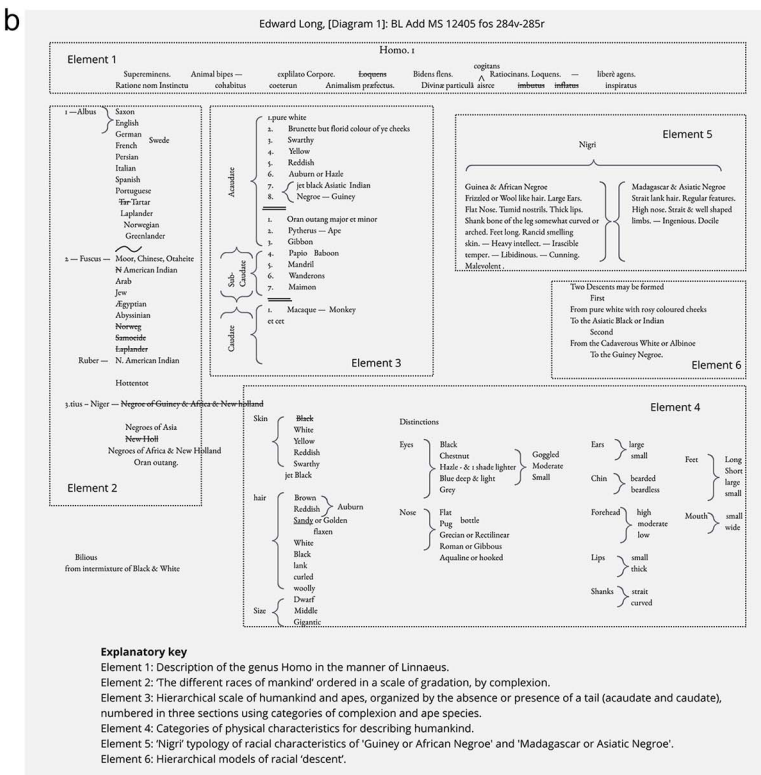 b
Edward Long, [Diagram 1]: BL Add MS 12405 fos 284v-285r
Homo. 1
Element 1
cogitans
Supereminens. Animal bipes — explilato Corpore. Loquens Bidens flens. ^ Ratiocinans. Loquens. — liberè agens.
Ratione nom Instinctu cohabitus coeterun Animalism præfectus. Divinæ particulâ aisrce imbutus inflatus inspiratus
1 —Albus
Saxon
English
German
Swede
French
Persian
Italian
Spanish
Portuguese
Tar Tartar
Laplander
Norwegian
Greenlander
2 — Fuscus — Moor, Chinese, Otaheite
N American Indian
Arab
Jew
Ægyptian
Abyssinian
Norweg
Samoeide
Laplander
Ruber — N. American Indian
Hottentot
3.tius – Niger — Negroe of Guiney & Africa & New holland
Negroes of Asia
New Holl
Negroes of Africa & New Holland
Oran outang.
Element 2
Bilious
from intermixture of Black & White
Acaudate
1.pure white
2. Brunette but florid colour of ye cheeks
3. Swarthy
4. Yellow
5. Reddish
6. Auburn or Hazle
7. jet black Asiatic Indian
8. Negroe — Guiney
1. Oran outang major et minor
2. Pytherus — Ape
3. Gibbon
Sub-
Caudate
4. Papio Baboon
5. Mandril
6. Wanderons
7. Maimon
Caudate
1. Macaque — Monkey
et cet
Element 3
Element 5
Nigri
Guinea & African Negroe
Frizzled or Wool like hair. Large Ears.
Flat Nose. Tumid nostrils. Thick lips.
Shank bone of the leg somewhat curved or
arched. Feet long. Rancid smelling
skin. — Heavy intellect. — Irascible
temper. — Libidinous. — Cunning.
Malevolent .
Madagascar & Asiatic Negroe
Strait lank hair. Regular features.
High nose. Strait & well shaped
limbs. — Ingenious. Docile
Two Descents may be formed
First
From pure white with rosy coloured cheeks
To the Asiatic Black or Indian
Second
From the Cadaverous White or Albinoe
To the Guiney Negroe.
Element 6
Element 4
Skin
Black
White
Yellow
Reddish
Swarthy
jet Black
hair
Brown
Reddish
Auburn
Sandy or Golden
flaxen
White
Black
lank
curled
woolly
Size
Dwarf
Middle
Gigantic
Distinctions
Eyes
Black
Chestnut
Hazle - & 1 shade lighter
Blue deep & light
Grey
Goggled
Moderate
Small
Nose
Flat
Pug bottle
Grecian or Rectilinear
Roman or Gibbous
Aqualine or hooked
Ears
large
small
Chin
bearded
beardless
Forehead
high
moderate
low
Lips
small
thick
Shanks
strait
curved
Feet
Long
Short
large
small
Mouth
small
wide
Explanatory key
Element 1: Description of the genus Homo in the manner of Linnaeus.
Element 2: ‘The different races of mankind’ ordered in a scale of gradation, by complexion.
Element 3: Hierarchical scale of humankind and apes, organized by the absence or presence of a tail (acaudate and caudate),
numbered in three sections using categories of complexion and ape species.
Element 4: Categories of physical characteristics for describing humankind.
Element 5: ‘Nigri’ typology of racial characteristics of 'Guiney or African Negroe' and 'Madagascar or Asiatic Negroe'.
Element 6: Hierarchical models of racial ‘descent’.